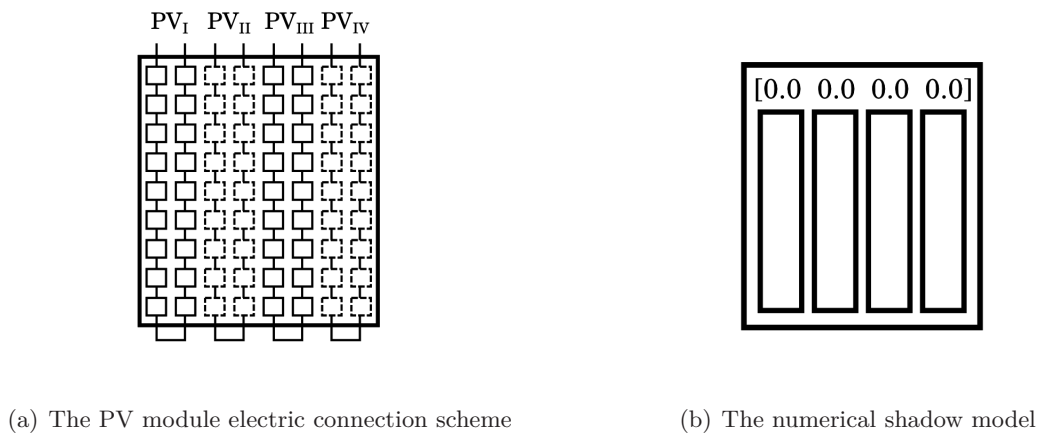 PV_I PV_II PV_III PV_IV
[0.0 0.0 0.0 0.0]
(a) The PV module electric connection scheme
(b) The numerical shadow model